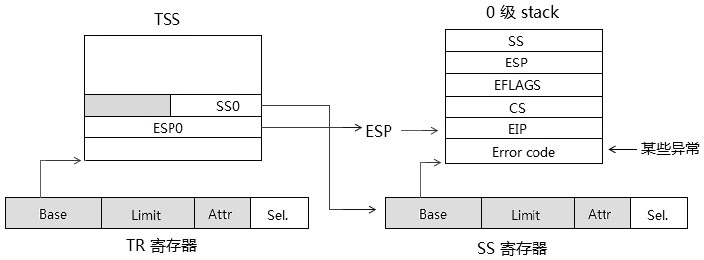 TSS
0 级 stack
SS
ESP
EFLAGS
SS0
CS
ESP0
ESP
EIP
Error code
某些异常
Base Limit Attr Sel.
Base Limit Attr Sel.
TR 寄存器
SS 寄存器